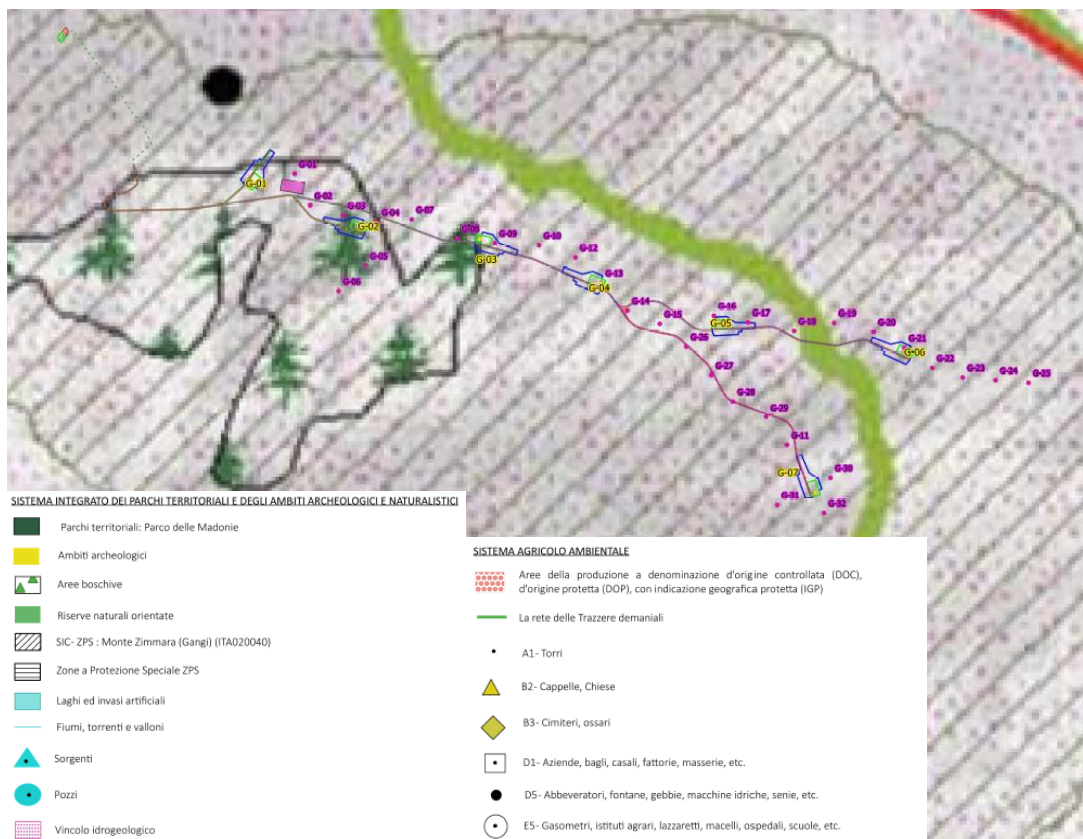 G-01
G-01
G-02
G-03
G-04
G-07
G-02
G-08
G-09
G-10
G-03
G-12
G-05
G-06
G-13
G-04
G-14
G-15
G-16
G-17
G-05
G-18
G-19
G-20
G-21
G-06
G-22
G-23
G-24
G-25
G-26
G-27
G-28
G-29
G-11
G-07
G-30
G-31
G-32
SISTEMA INTEGRATO DEI PARCHI TERRITORIALI E DEGLI AMBITI ARCHEOLOGICI E NATURALISTICI
Parchi territoriali: Parco delle Madonie
Ambiti archeologici
Aree boschive
Riserve naturali orientate
SIC- ZPS : Monte Zimmara (Gangi) (ITA020040)
Zone a Protezione Speciale ZPS
Laghi ed invasi artificiali
Fiumi, torrenti e valloni
Sorgenti
Pozzi
Vincolo idrogeologico
SISTEMA AGRICOLO AMBIENTALE
Aree della produzione a denominazione d'origine controllata (DOC),
d'origine protetta (DOP), con indicazione geografica protetta (IGP)
La rete delle Trazzere demaniali
A1- Torri
B2- Cappelle, Chiese
B3- Cimiteri, ossari
D1- Aziende, bagli, casali, fattorie, masserie, etc.
D5- Abbeveratori, fontane, gebbie, macchine idriche, senie, etc.
E5- Gasometri, istituti agrari, lazzaretti, macelli, ospedali, scuole, etc.